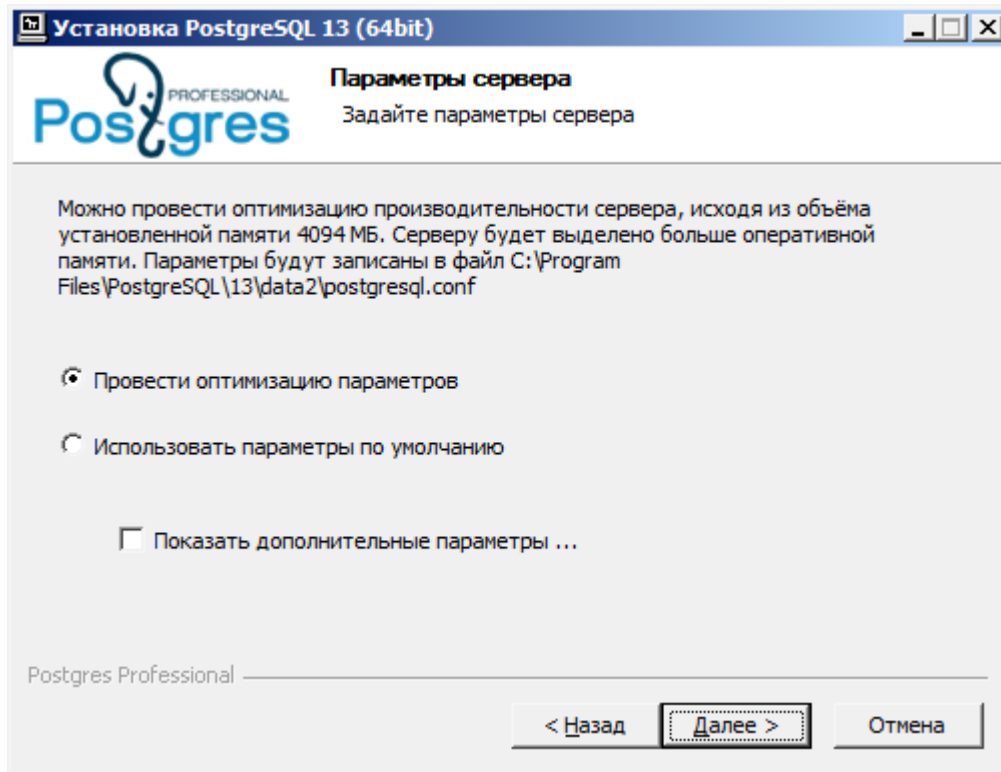 Установка PostgreSQL 13 (64bit)
PROFESSIONAL
Postgres
Параметры сервера
Задайте параметры сервера
Можно провести оптимизацию производительности сервера, исходя из объёма
установленной памяти 4094 МБ. Серверу будет выделено больше оперативной
памяти. Параметры будут записаны в файл C:\Program
Files\PostgreSQL\13\data2\postgresql.conf
Провести оптимизацию параметров
Использовать параметры по умолчанию
Показать дополнительные параметры ...
Postgres Professional
< Назад
Далее >
Отмена